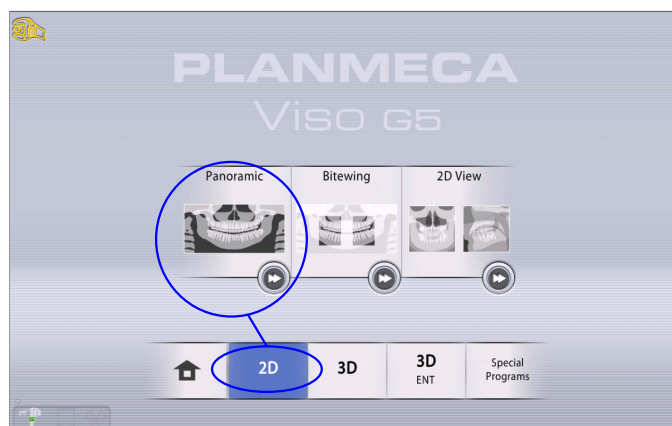 PLANMECA
Viso G5
Panoramic
Bitewing
2D View
2D
3D
3D
ENT
Special
Programs